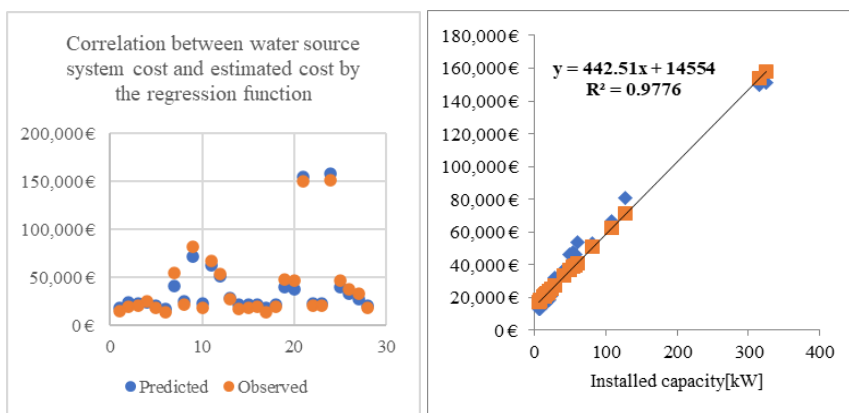 Correlation between water source
system cost and estimated cost by
the regression function
200,000 €
150,000 €
100,000 €
50,000 €
0 €
0 10 20 30
Predicted Observed
180,000 €
160,000 €
140,000 €
120,000 €
100,000 €
80,000 €
60,000 €
40,000 €
20,000 €
0 €
y = 442.51x + 14554
R² = 0.9776
0 100 200 300 400
Installed capacity[kW]